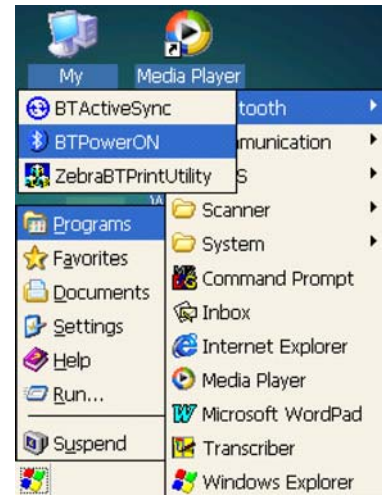 My
Media Player
BTActiveSync
BTPowerON
ZebraBTPrintUtility
tooth
munication
S
Scanner
System
Command Prompt
Inbox
Internet Explorer
Media Player
Microsoft WordPad
Transcriber
Windows Explorer
Programs
Favorites
Documents
Settings
Help
Run...
Suspend